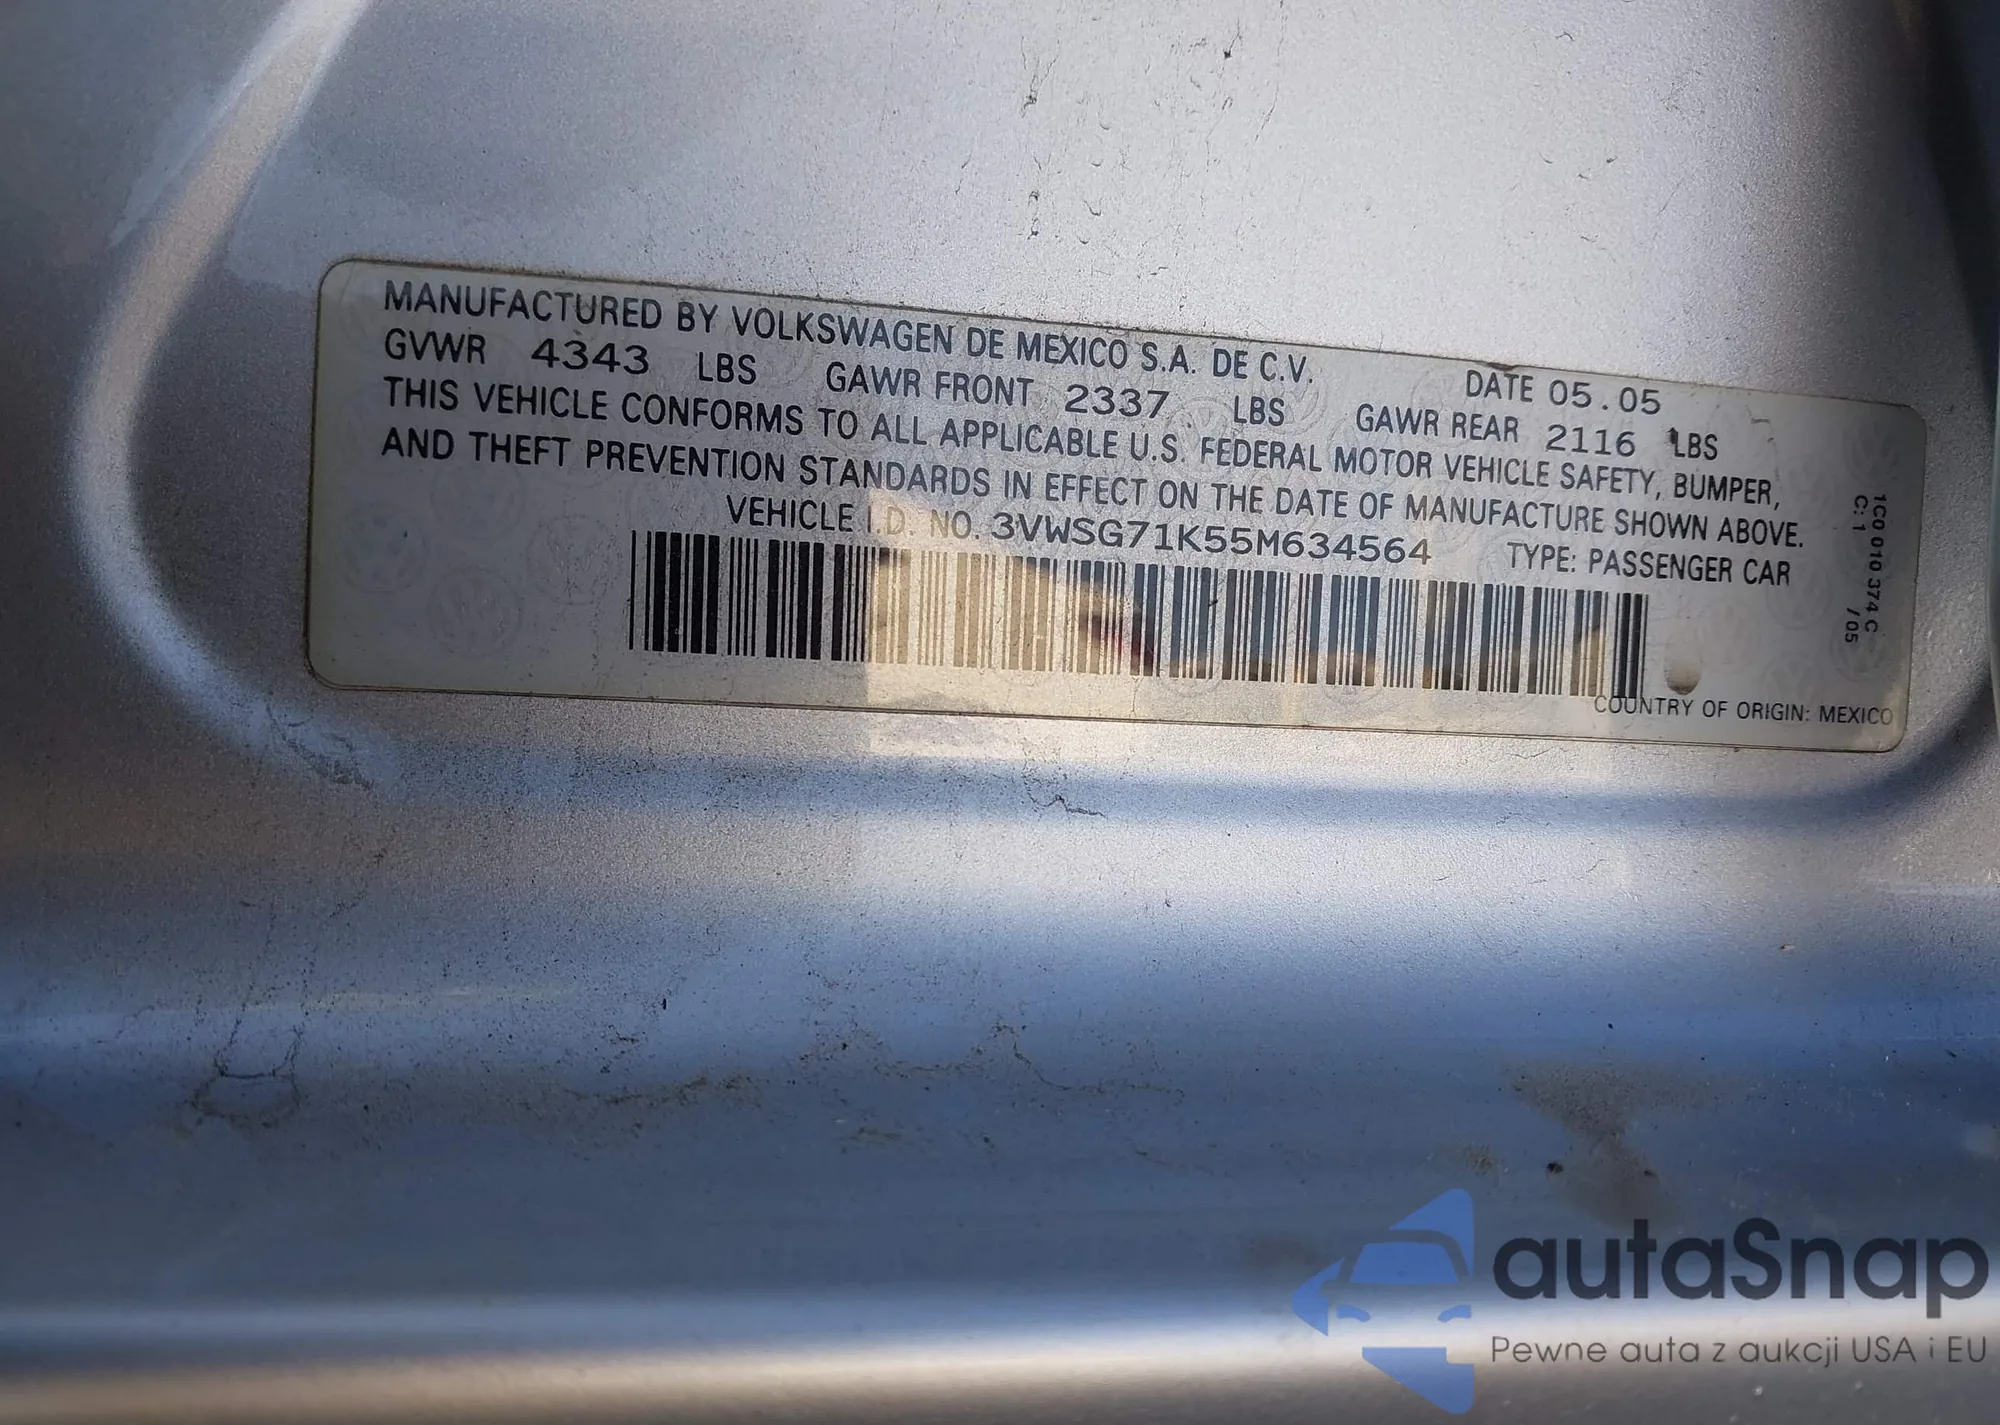 MANUFACTURED BY VOLKSWAGEN DE MEXICO S.A. DE C.V. DATE 05.05
GVWR 4343 LBS GAWR FRONT 2337 LBS GAWR REAR 2116 LBS
THIS VEHICLE CONFORMS TO ALL APPLICABLE U.S. FEDERAL MOTOR VEHICLE SAFETY, BUMPER,
AND THEFT PREVENTION STANDARDS IN EFFECT ON THE DATE OF MANUFACTURE SHOWN ABOVE.
VEHICLE I.D. NO. 3VWSG71K55M634564 TYPE: PASSENGER CAR
1C0 010 374 C
C:1 /05
COUNTRY OF ORIGIN: MEXICO
autaSnap
Pewne auta z aukcji USA i EU